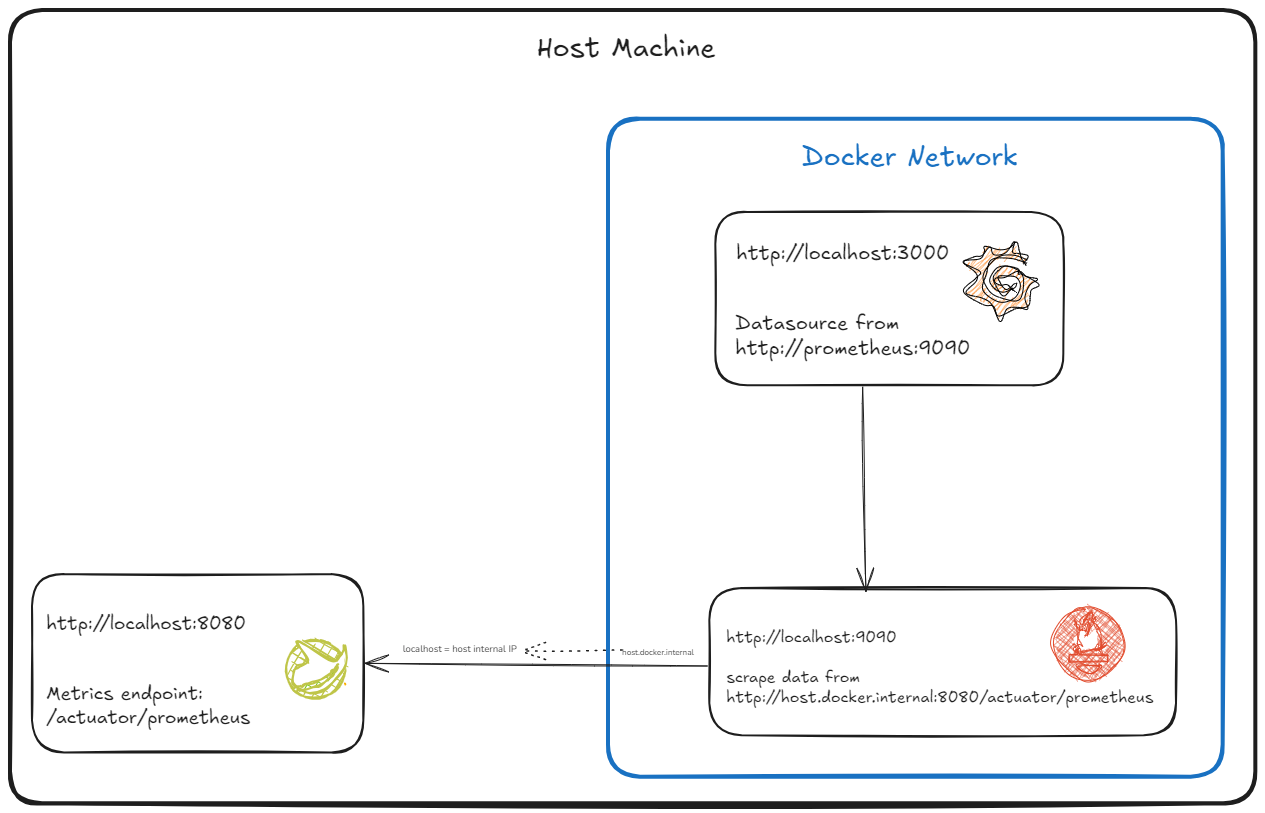 Host Machine
Docker Network
http://localhost:3000
Datasource from
http://prometheus:9090
http://localhost:8080
Metrics endpoint:
/actuator/prometheus
localhost = host internal IP
host.docker.internal
http://localhost:9090
scrape data from
http://host.docker.internal:8080/actuator/prometheus